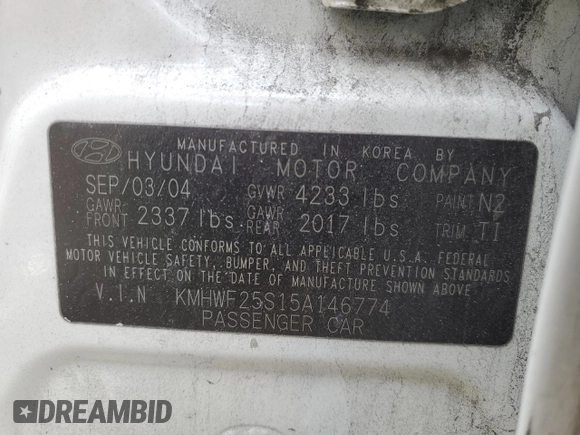 MANUFACTURED IN KOREA BY
HYUNDAI MOTOR COMPANY
SEP/03/04 GVWR 4233 lbs PAINT N2
GAWR FRONT 2337 lbs GAWR REAR 2017 lbs TRIM TI
THIS VEHICLE CONFORMS TO ALL APPLICABLE U.S.A. FEDERAL
MOTOR VEHICLE SAFETY, BUMPER, AND THEFT PREVENTION STANDARDS
IN EFFECT ON THE DATE OF MANUFACTURE SHOWN ABOVE.
V.I.N KMHWF25S15A146774
PASSENGER CAR
DREAMBID